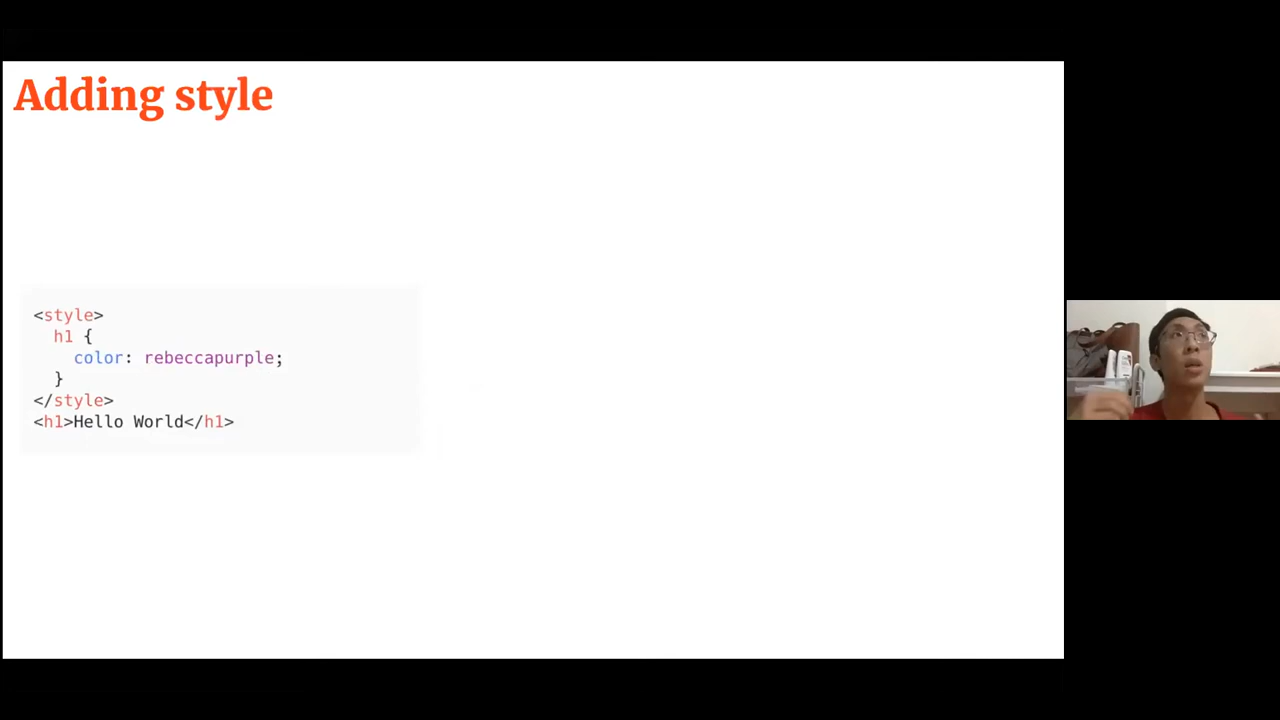 Adding style
<style>
h1 {
color: rebeccapurple;
}
</style>
<h1>Hello World</h1>